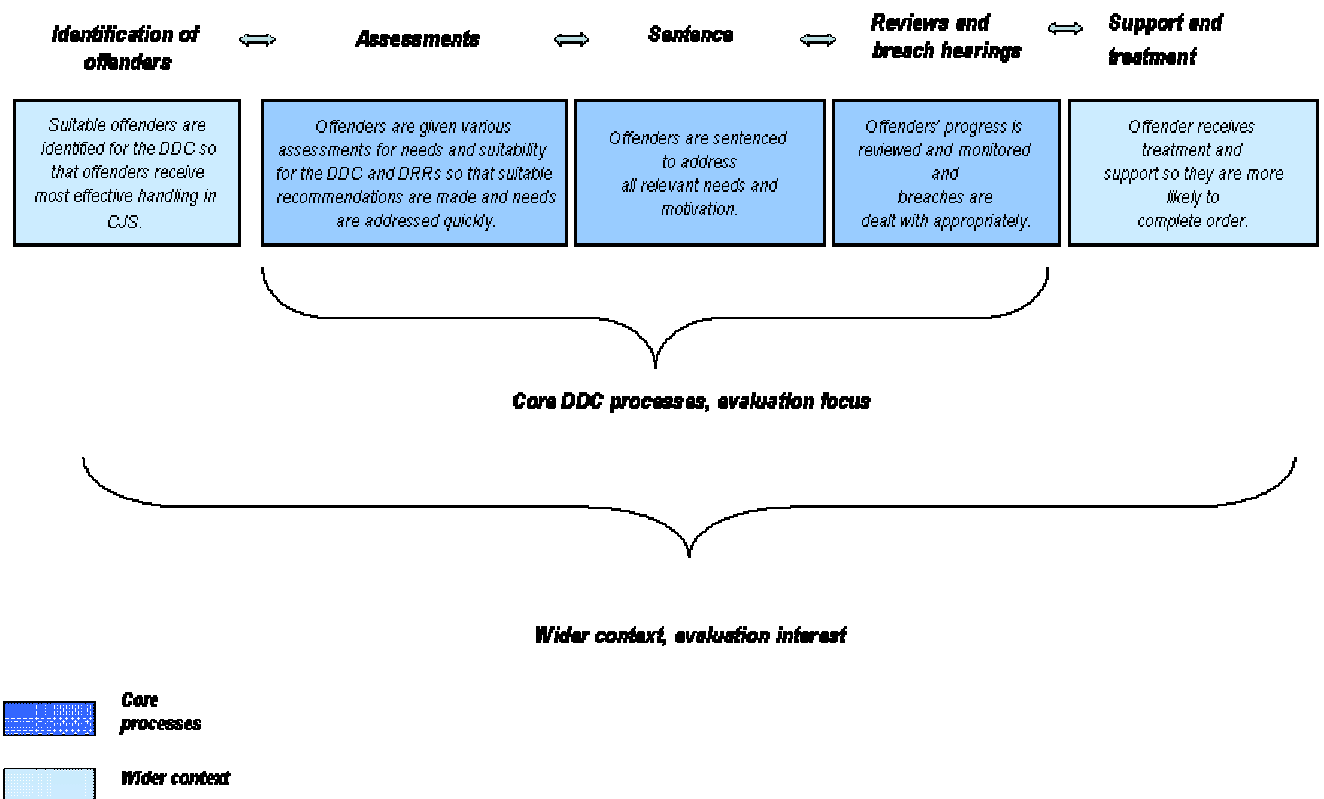 Identification of
offenders
Assessments
Sentence
Reviews and
breach hearings
Support and
treatment
Suitable offenders are
identified for the DDC so
that offenders receive
most effective handling in
CJS.
Offenders are given various
assessments for needs and suitability
for the DDC and DRRs so that suitable
recommendations are made and needs
are addressed quickly.
Offenders are sentenced
to address
all relevant needs and
motivation.
Offenders' progress is
reviewed and monitored
and
breaches are
dealt with appropriately.
Offender receives
treatment and
support so they are more
likely to
complete order.
Core DDC processes, evaluation focus
Wider context, evaluation interest
Core
processes
Wider context